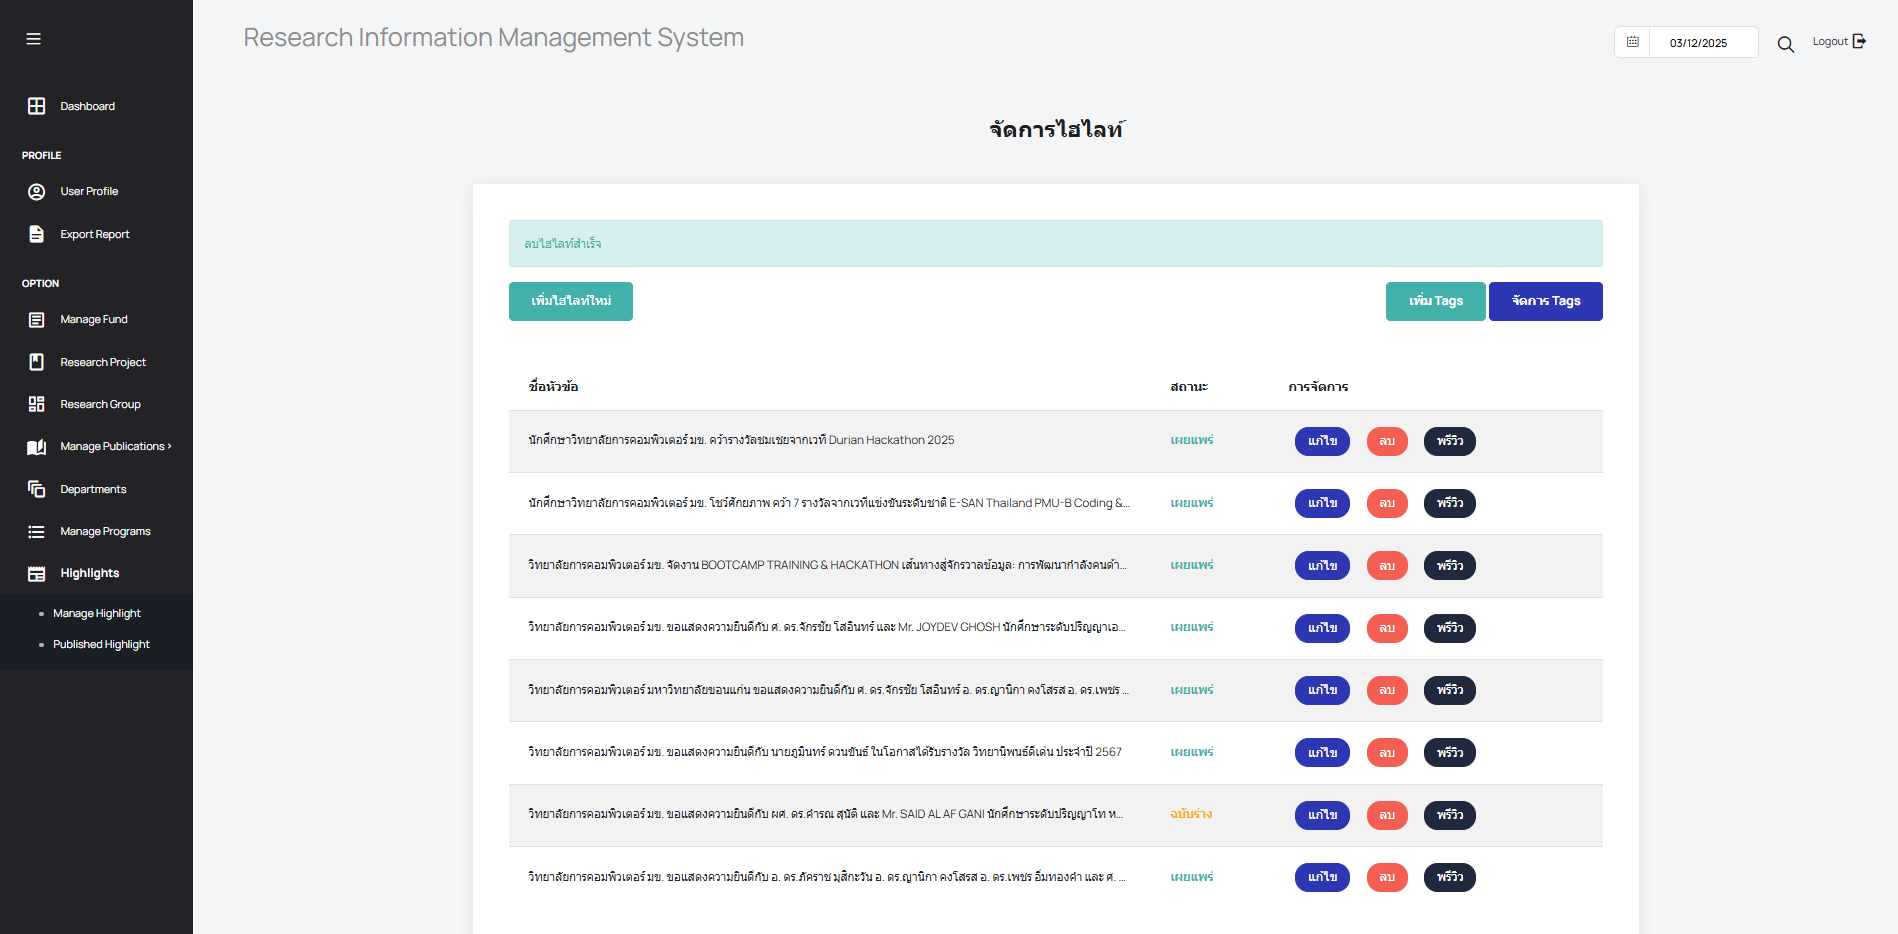 Research Information Management System
03/12/2025
Logout
Dashboard
PROFILE
User Profile
Export Report
OPTION
Manage Fund
Research Project
Research Group
Manage Publications
Departments
Manage Programs
Highlights
Manage Highlight
Published Highlight
จัดการไฮไลท์
ลบไฮไลท์สำเร็จ
เพิ่มไฮไลท์ใหม่ เพิ่ม Tags จัดการ Tags
ชื่อหัวข้อ สถานะ การจัดการ
นักศึกษาวิทยาลัยการคอมพิวเตอร์ มข. คว้ารางวัลชมเชยจากเวที Durian Hackathon 2025 เผยแพร่ แก้ไข ลบ พรีวิว
นักศึกษาวิทยาลัยการคอมพิวเตอร์ มข. โชว์ศักยภาพ คว้า 7 รางวัลจากเวทีแข่งขันระดับชาติ E-SAN Thailand PMU-B Coding &... เผยแพร่ แก้ไข ลบ พรีวิว
วิทยาลัยการคอมพิวเตอร์ มข. จัดงาน BOOTCAMP TRAINING & HACKATHON เส้นทางสู่จักรวาลข้อมูล: การพัฒนากำลังคนด้า... เผยแพร่ แก้ไข ลบ พรีวิว
วิทยาลัยการคอมพิวเตอร์ มข. ขอแสดงความยินดีกับ ศ. ดร.จักรชัย โสอินทร์ และ Mr. JOYDEV GHOSH นักศึกษาระดับปริญญาเอ... เผยแพร่ แก้ไข ลบ พรีวิว
วิทยาลัยการคอมพิวเตอร์ มหาวิทยาลัยขอนแก่น ขอแสดงความยินดีกับ ศ. ดร.จักรชัย โสอินทร์ อ. ดร.ญานิกา คงโสรส อ. ดร.เพชร ... เผยแพร่ แก้ไข ลบ พรีวิว
วิทยาลัยการคอมพิวเตอร์ มข. ขอแสดงความยินดีกับ นายภูมินทร์ ดวนขันธ์ ในโอกาสได้รับรางวัล วิทยานิพนธ์ดีเด่น ประจำปี 2567 เผยแพร่ แก้ไข ลบ พรีวิว
วิทยาลัยการคอมพิวเตอร์ มข. ขอแสดงความยินดีกับ ผศ. ดร.คำรณ สุนัติ และ Mr. SAID AL AF GANI นักศึกษาระดับปริญญาโท ห... ฉบับร่าง แก้ไข ลบ พรีวิว
วิทยาลัยการคอมพิวเตอร์ มข. ขอแสดงความยินดีกับ อ. ดร.ภัคราช มุสิกะวัน อ. ดร.ญานิกา คงโสรส อ. ดร.เพชร อิ่มทองคำ และ ศ. ... เผยแพร่ แก้ไข ลบ พรีวิว